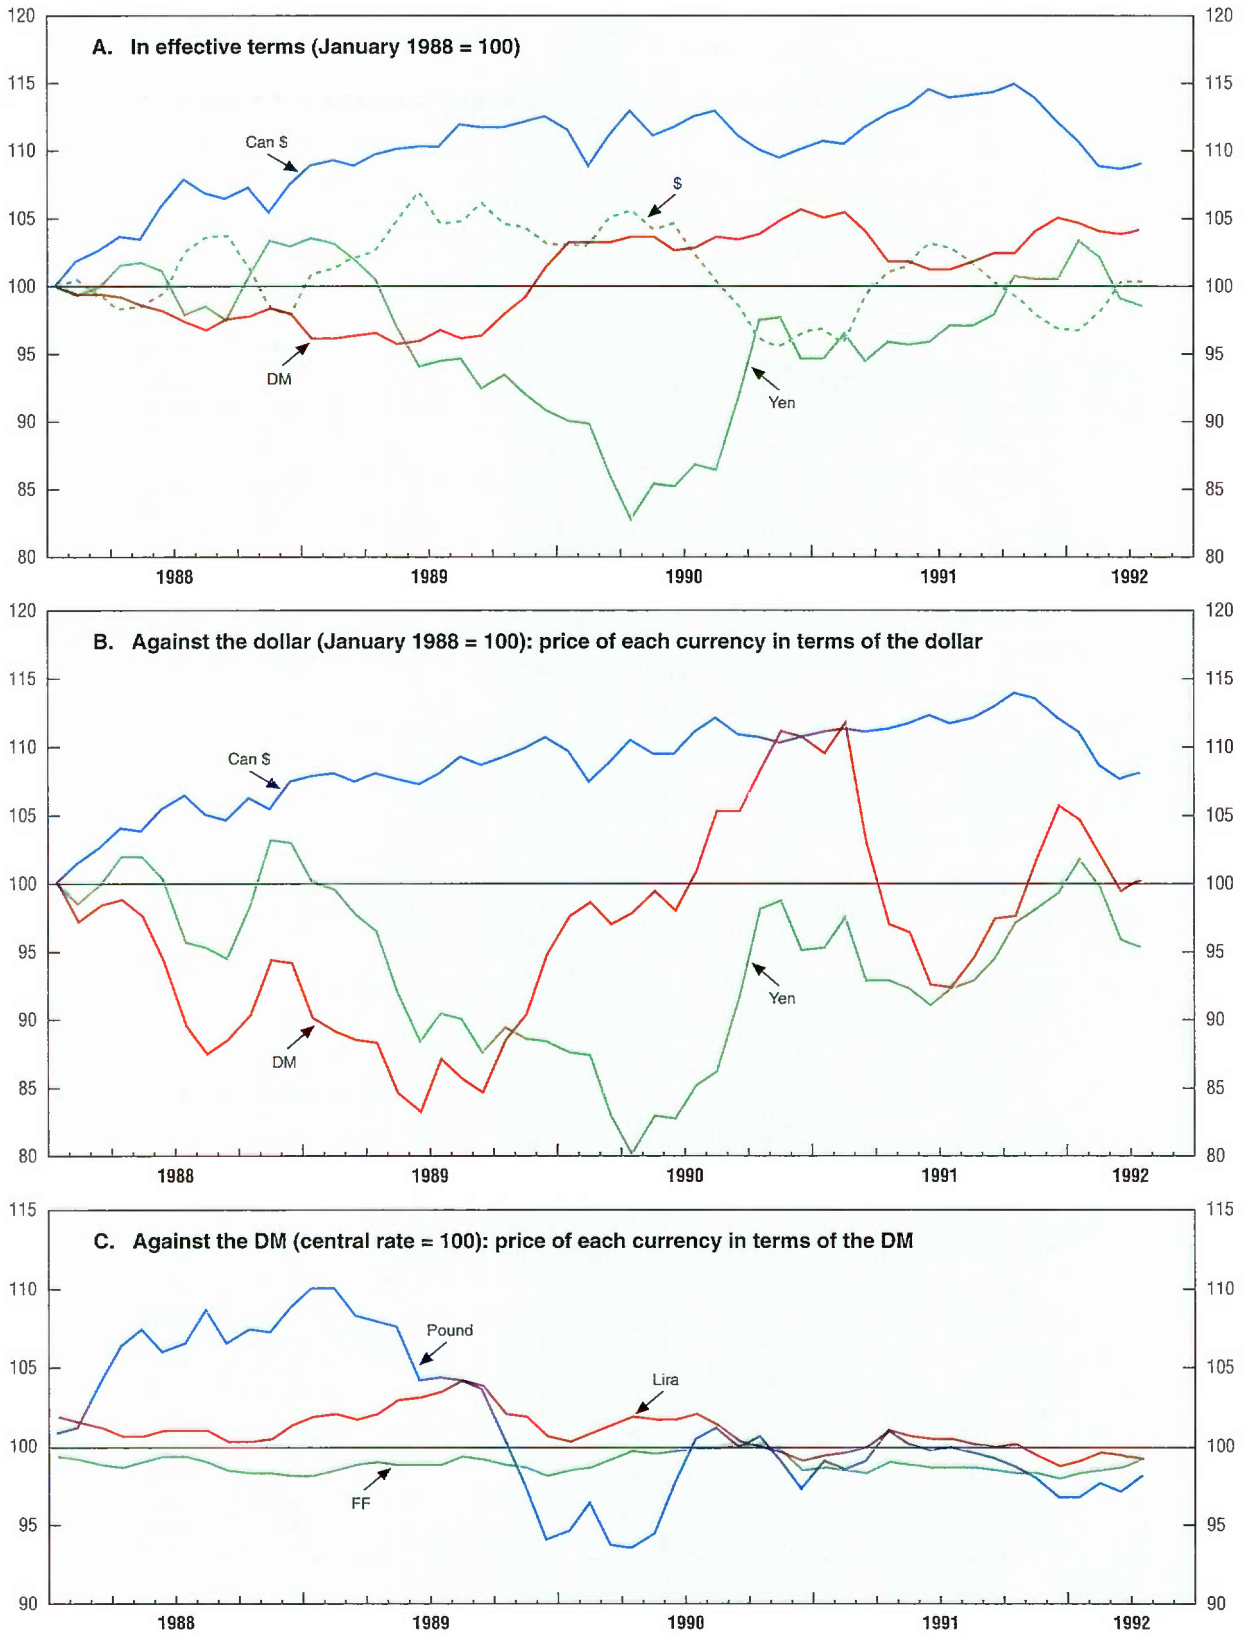 120 120
A. In effective terms (January 1988 = 100)
115 115
Can $
110 110
$
105 105
100 100
95 95
DM
Yen
90 90
85 85
80 80
1988 1989 1990 1991 1992
120 120
B. Against the dollar (January 1988 = 100): price of each currency in terms of the dollar
115 115
Can $
110 110
105 105
100 100
95 95
Yen
90 90
DM
85 85
80 80
1988 1989 1990 1991 1992
115 115
C. Against the DM (central rate = 100): price of each currency in terms of the DM
110 110
Pound
105 105
Lira
100 100
FF
95 95
90 90
1988 1989 1990 1991 1992